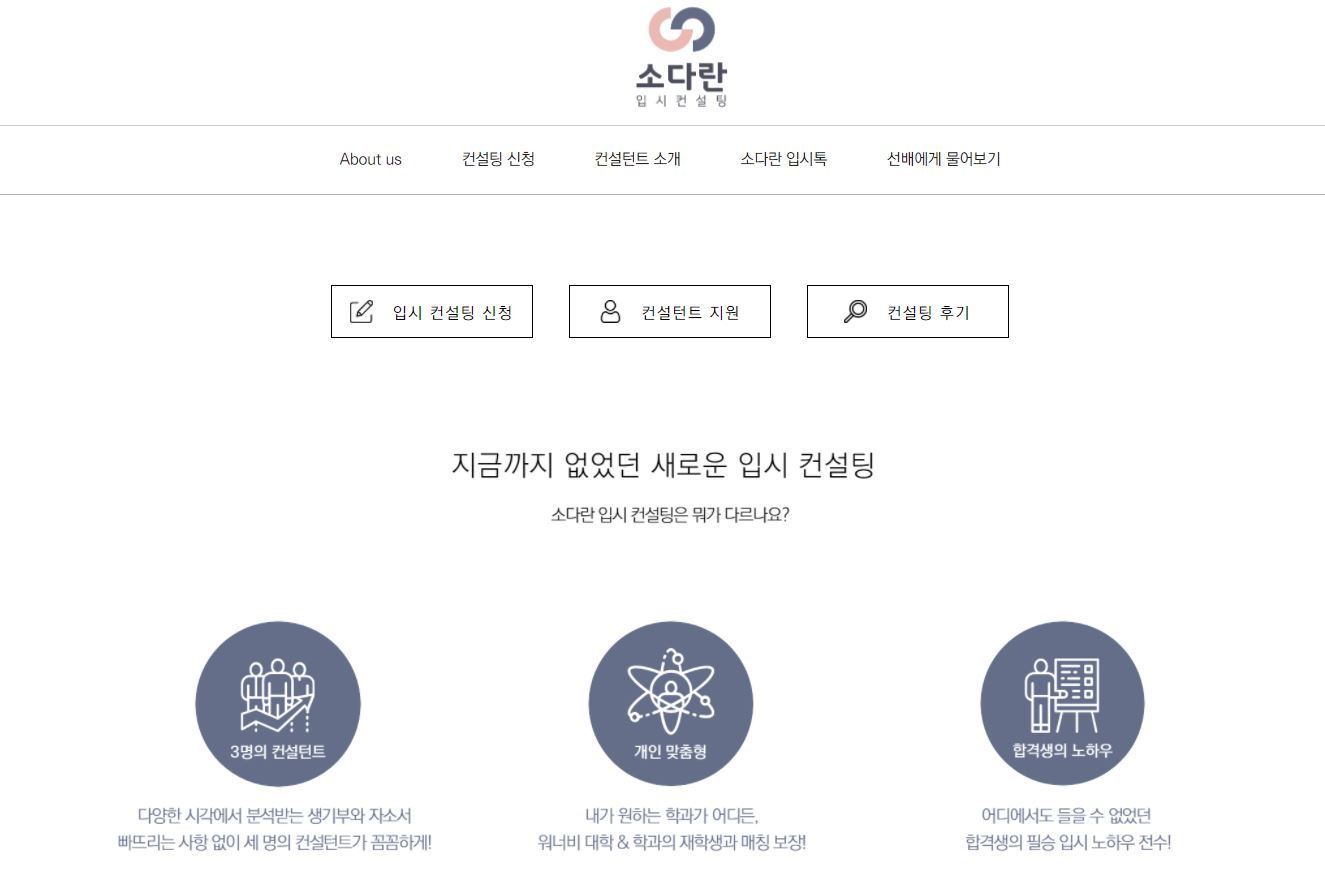 소다란
입시컨설팅
About us
컨설팅 신청
컨설턴트 소개
소다란 입시톡
선배에게 물어보기
입시 컨설팅 신청
컨설턴트 지원
컨설팅 후기
지금까지 없었던 새로운 입시 컨설팅
소다란 입시 컨설팅은 뭐가 다르나요?
3명의 컨설턴트
다양한 시각에서 분석받는 생기부와 자소서
빠뜨리는 사항 없이 세 명의 컨설턴트가 꼼꼼하게!
개인 맞춤형
내가 원하는 학과가 어디든,
워너비 대학 & 학과의 재학생과 매칭 보장!
합격생의 노하우
어디에서도 들을 수 없었던
합격생의 필승 입시 노하우 전수!